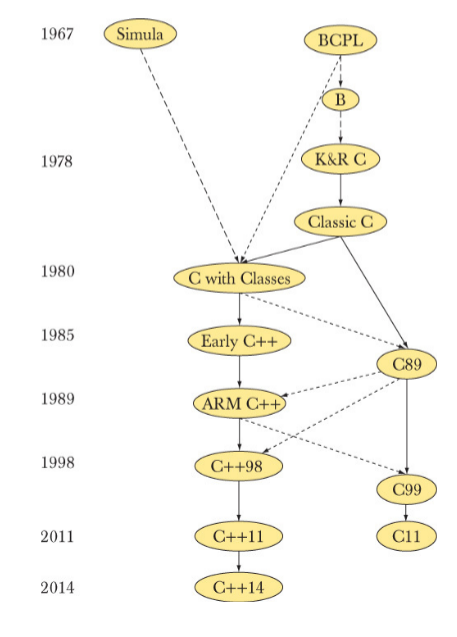 1967
Simula
BCPL
B
1978
K&R C
Classic C
1980
C with Classes
1985
Early C++
C89
1989
ARM C++
1998
C++98
C99
2011
C++11
C11
2014
C++14